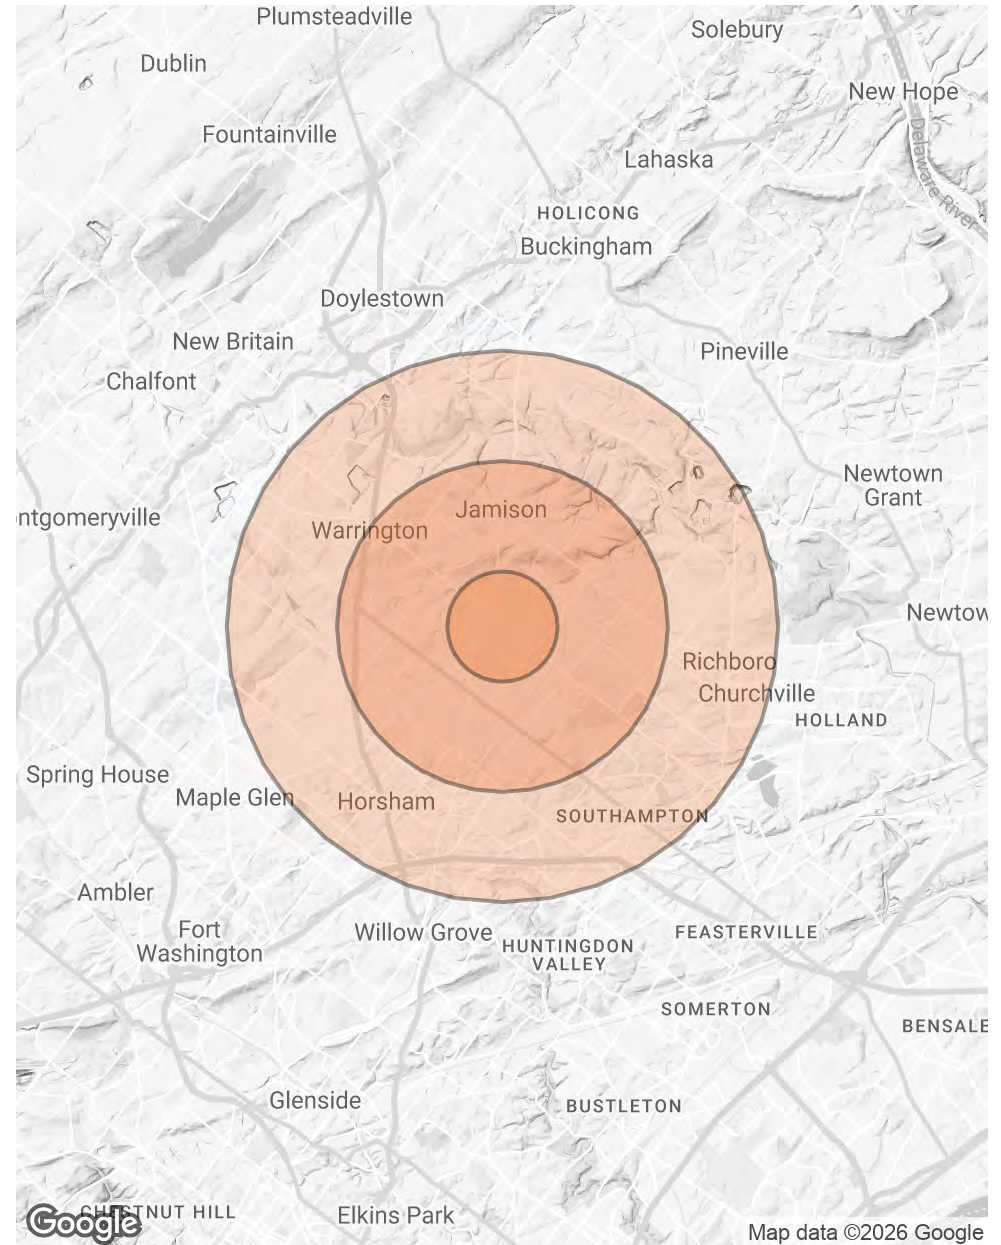 Plumsteadville
Solebury
Dublin
New Hope
Fountainville
Lahaska
Delaware River
HOLICONG
Buckingham
Doylestown
New Britain
Pineville
Chalfont
Newtown
Grant
Jamison
ntgomeryville
Warrington
Newtow
Richboro
Churchville
HOLLAND
Spring House
Maple Glen
Horsham
SOUTHAMPTON
Ambler
Fort
Washington
Willow Grove
FEASTERVILLE
HUNTINGDON
VALLEY
SOMERTON
BENSALE
Glenside
BUSTLETON
CHESTNUT HILL
Elkins Park
Google
Map data ©2026 Google